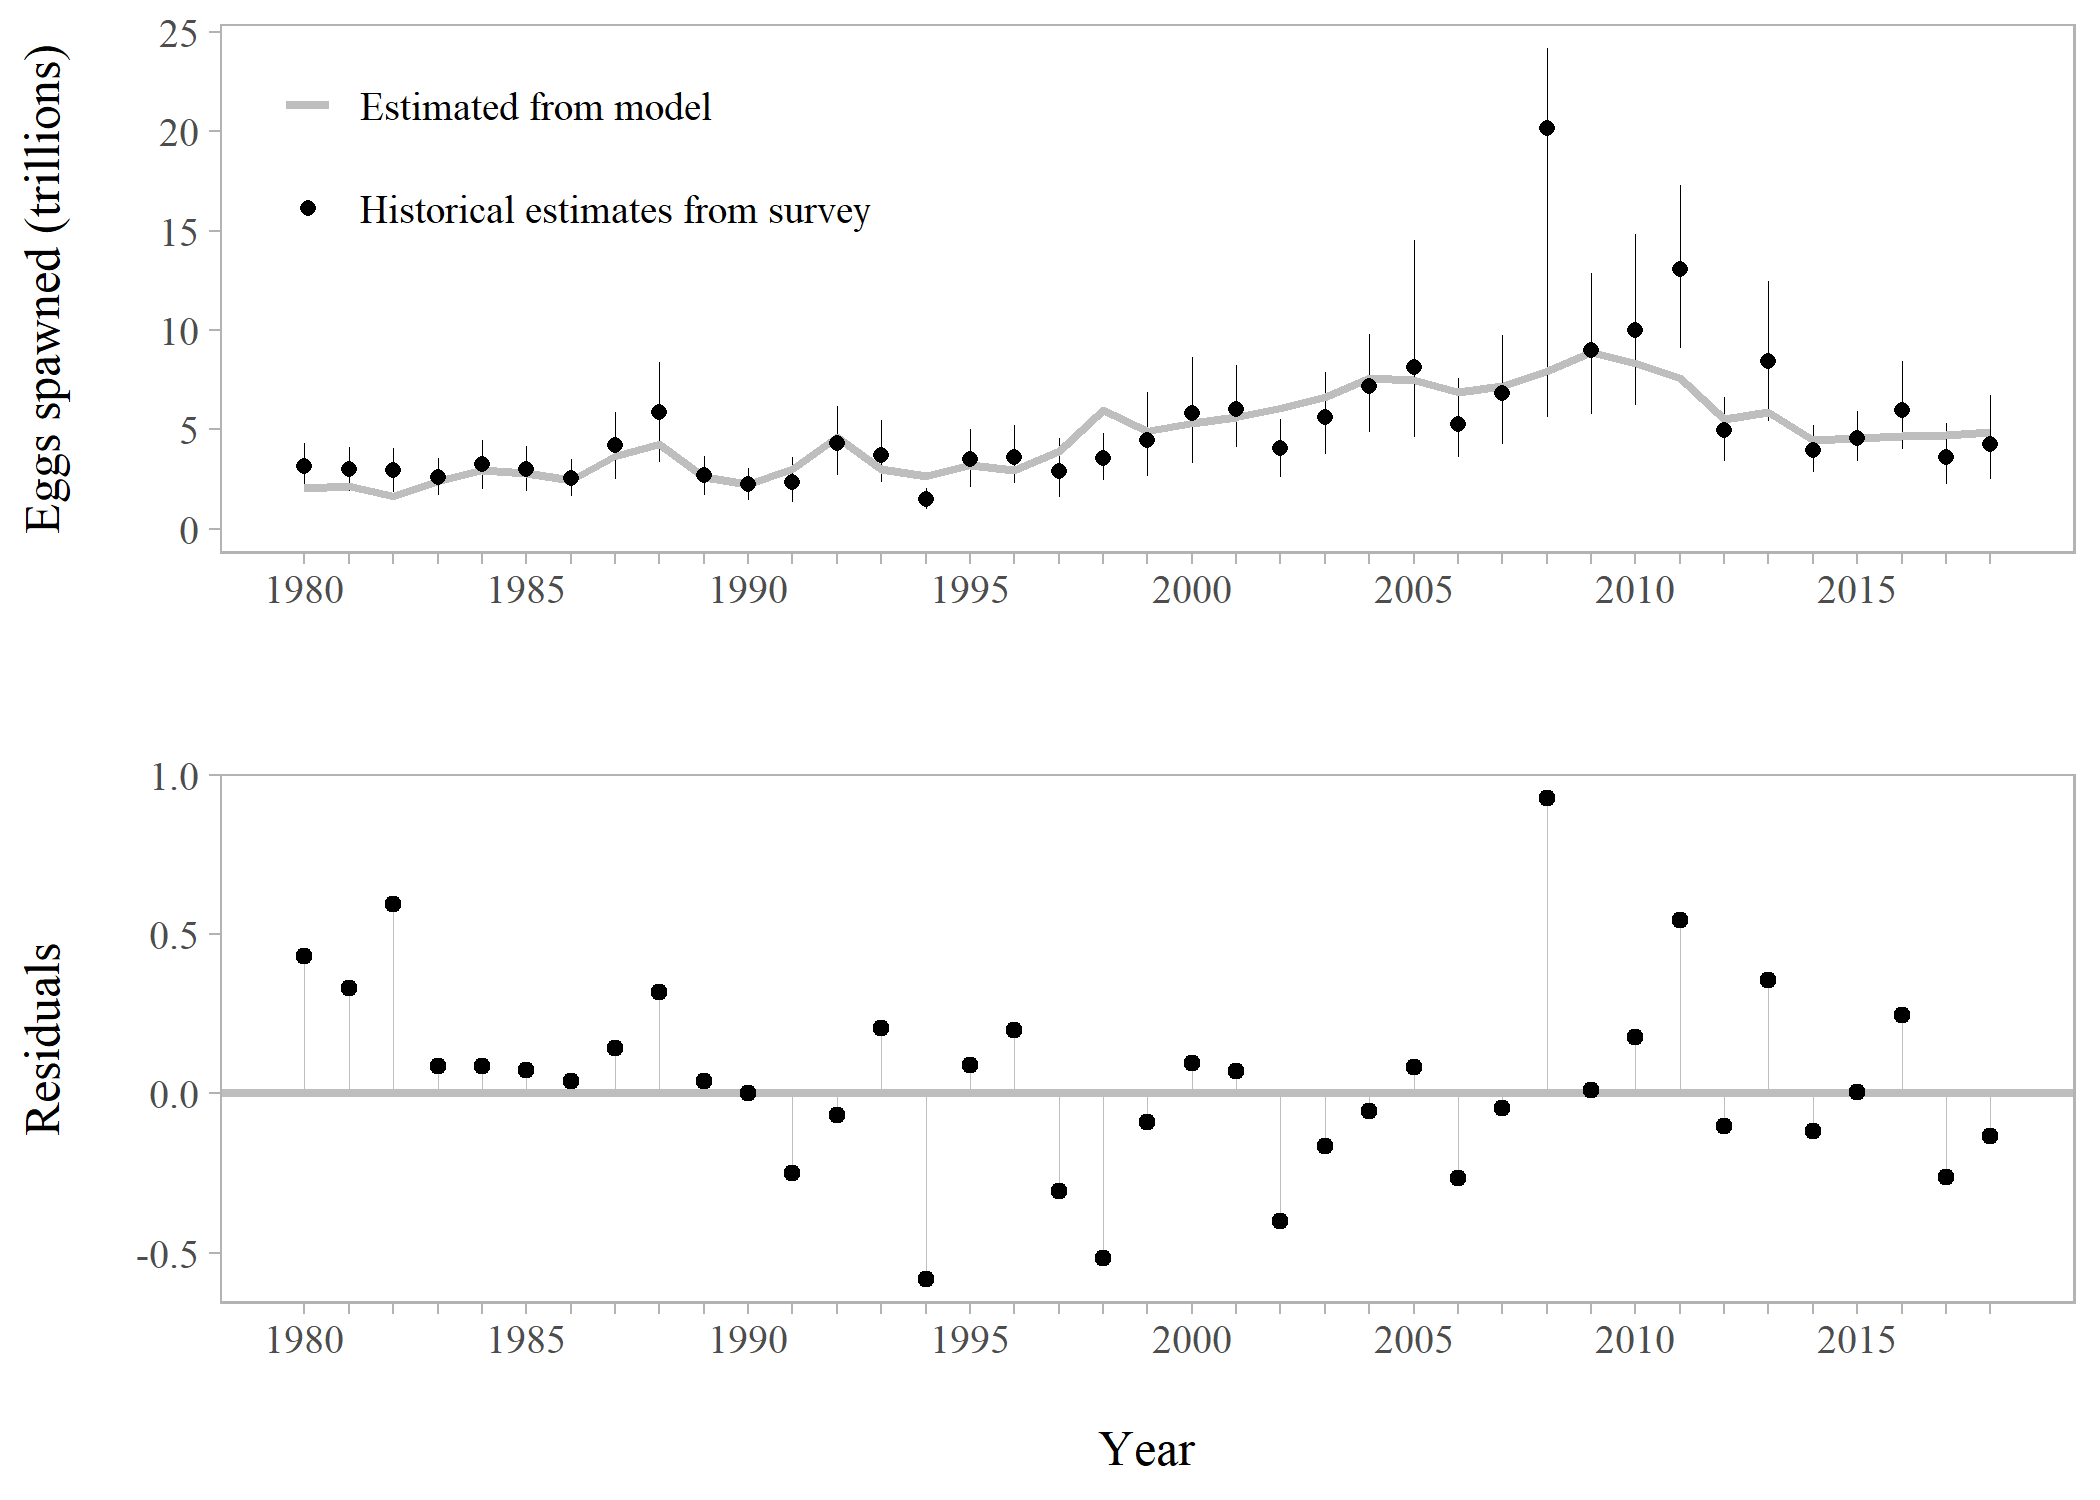 Eggs spawned (trillions)
25
20
15
10
5
0
Estimated from model
Historical estimates from survey
1980 1985 1990 1995 2000 2005 2010 2015
Residuals
1.0
0.5
0.0
-0.5
1980 1985 1990 1995 2000 2005 2010 2015
Year